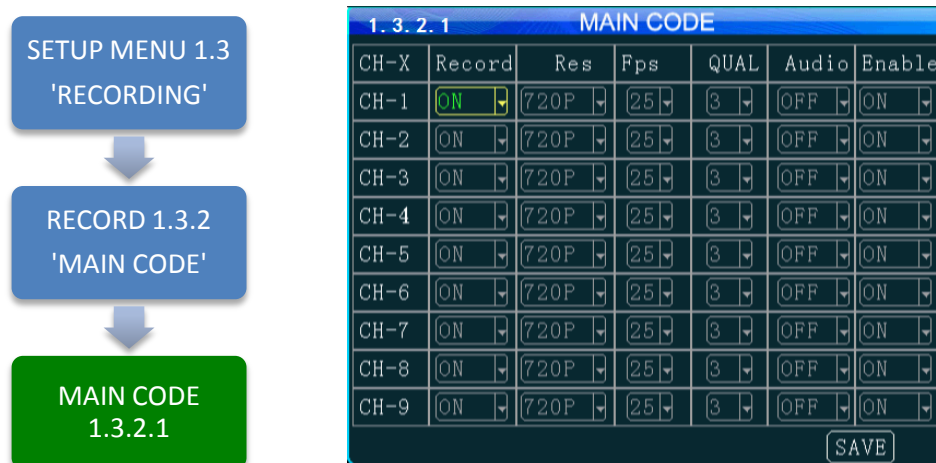 SETUP MENU 1.3
'RECORDING'
RECORD 1.3.2
'MAIN CODE'
MAIN CODE
1.3.2.1
1.3.2.1 MAIN CODE
CH-X Record Res Fps QUAL Audio Enable
CH-1 ON 720P 25 3 OFF ON
CH-2 ON 720P 25 3 OFF ON
CH-3 ON 720P 25 3 OFF ON
CH-4 ON 720P 25 3 OFF ON
CH-5 ON 720P 25 3 OFF ON
CH-6 ON 720P 25 3 OFF ON
CH-7 ON 720P 25 3 OFF ON
CH-8 ON 720P 25 3 OFF ON
CH-9 ON 720P 25 3 OFF ON
SAVE